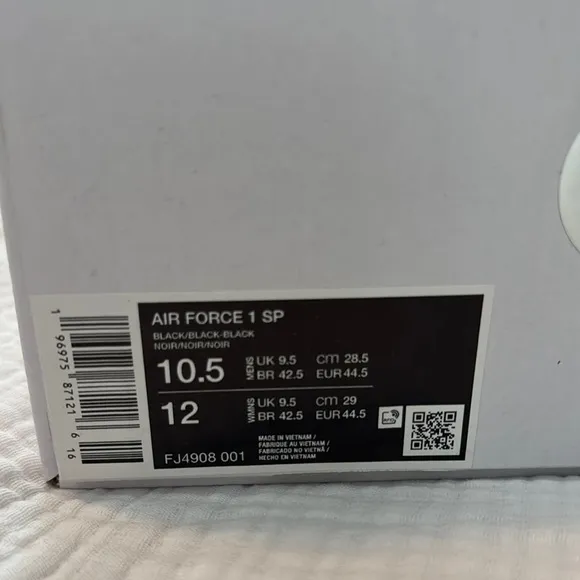 AIR FORCE 1 SP
BLACK/BLACK-BLACK
NOIR/NOIR/NOIR
10.5 MENS UK 9.5 cm 28.5
BR 42.5 EUR 44.5
12 WMNS UK 9.5 cm 29
BR 42.5 EUR 44.5
MADE IN VIETNAM /
FABRIQUE AU VIETNAM /
FABRICADO NO VIETNÃ /
HECHO EN VIETNAM
FJ4908 001
RFID
1 96975 87121 6 16